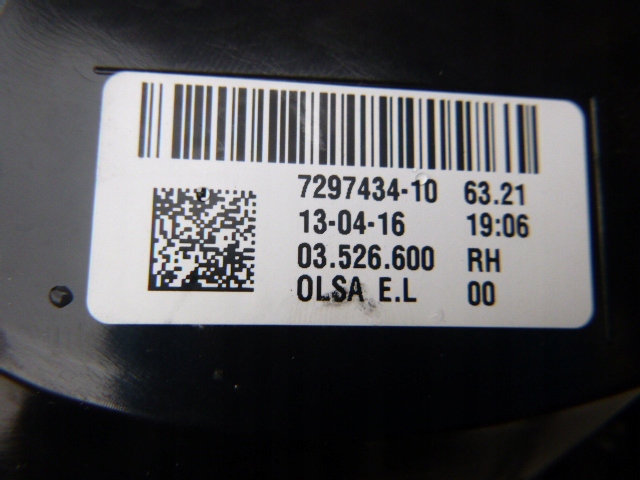 7297434-10 63.21
13-04-16 19:06
03.526.600 RH
OLSA E.L 00